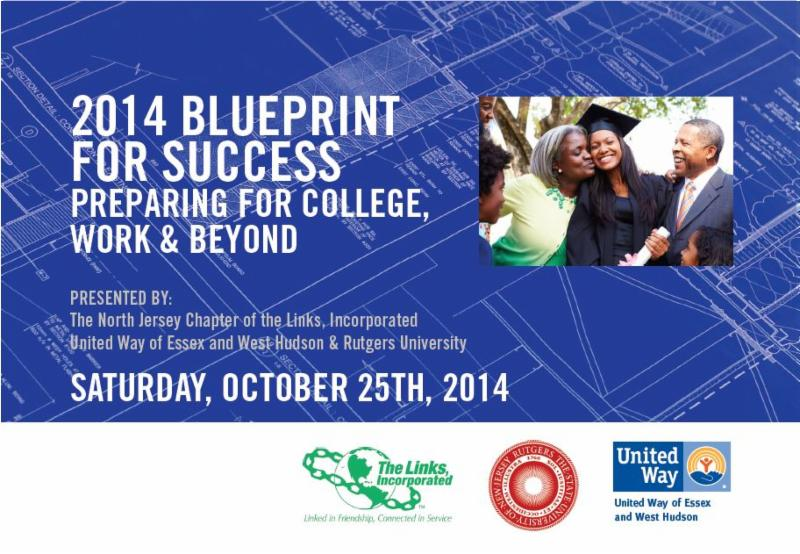 2014 BLUEPRINT
FOR SUCCESS
PREPARING FOR COLLEGE,
WORK & BEYOND
PRESENTED BY:
The North Jersey Chapter of the Links, Incorporated
United Way of Essex and West Hudson & Rutgers University
SATURDAY, OCTOBER 25TH, 2014
The Links,
Incorporated
TM
Linked in Friendship, Connected in Service
RUTGERS THE STATE UNIVERSITY OF NEW JERSEY
1766
United
Way
United Way of Essex
and West Hudson